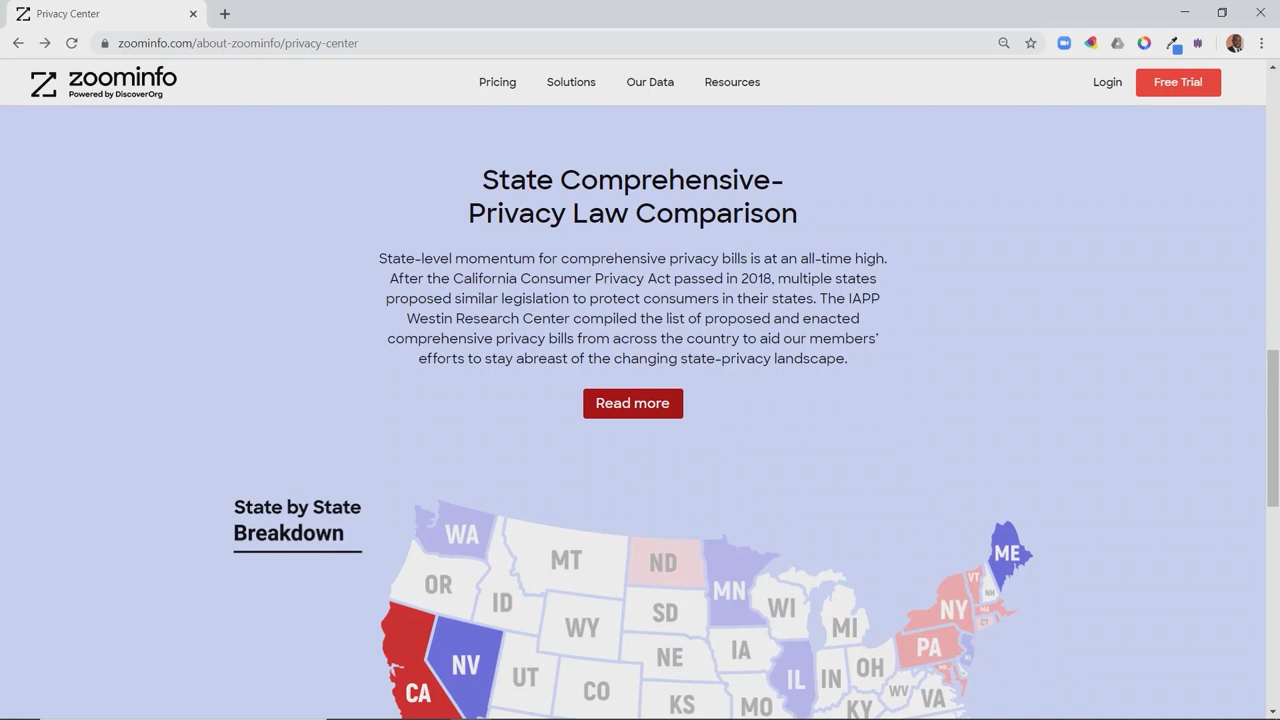 Privacy Center
zoominfo.com/about-zoominfo/privacy-center
zoominfo
Powered by DiscoverOrg
Pricing
Solutions
Our Data
Resources
Login
Free Trial
State Comprehensive-
Privacy Law Comparison
State-level momentum for comprehensive privacy bills is at an all-time high.
After the California Consumer Privacy Act passed in 2018, multiple states
proposed similar legislation to protect consumers in their states. The IAPP
Westin Research Center compiled the list of proposed and enacted
comprehensive privacy bills from across the country to aid our members'
efforts to stay abreast of the changing state-privacy landscape.
Read more
State by State
Breakdown
WA
MT
ND
MN
ME
OR
ID
SD
WI
VT
NH
NY
MA
CT
WY
MI
PA
NV
IA
NE
UT
CO
IL
IN
OH
CA
KS
MO
KY
WV
VA